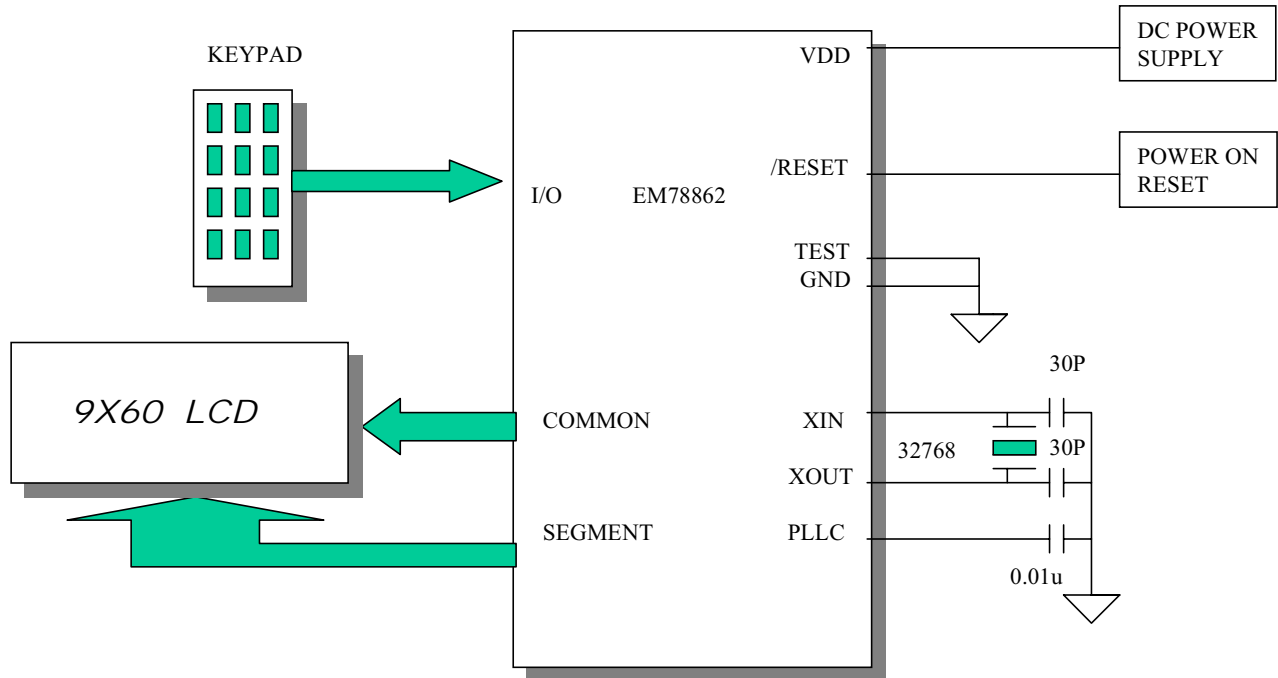 KEYPAD
VDD
DC POWER
SUPPLY
/RESET
POWER ON
RESET
I/O
EM78862
TEST
GND
30P
9X60 LCD
COMMON
XIN
32768
30P
XOUT
SEGMENT
PLLC
0.01u